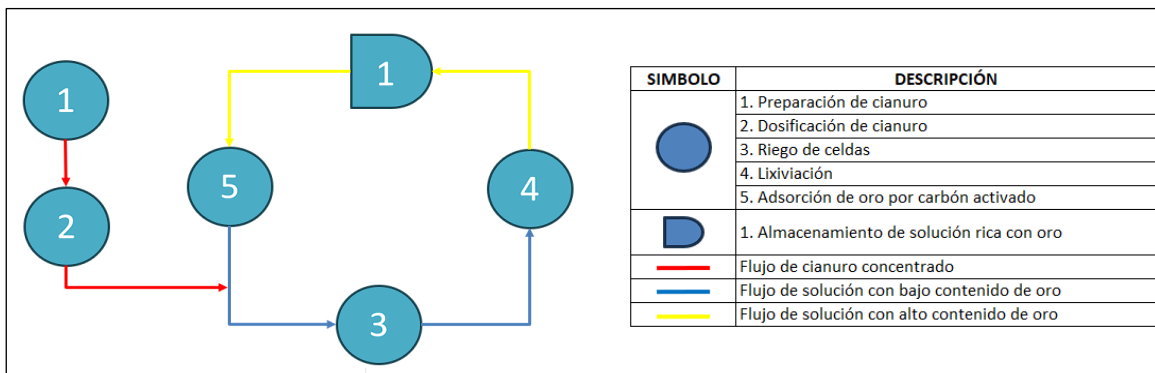 1
1
5
4
2
3
SIMBOLO DESCRIPCIÓN
1. Preparación de cianuro
2. Dosificación de cianuro
3. Riego de celdas
4. Lixiviación
5. Adsorción de oro por carbón activado
1. Almacenamiento de solución rica con oro
Flujo de cianuro concentrado
Flujo de solución con bajo contenido de oro
Flujo de solución con alto contenido de oro